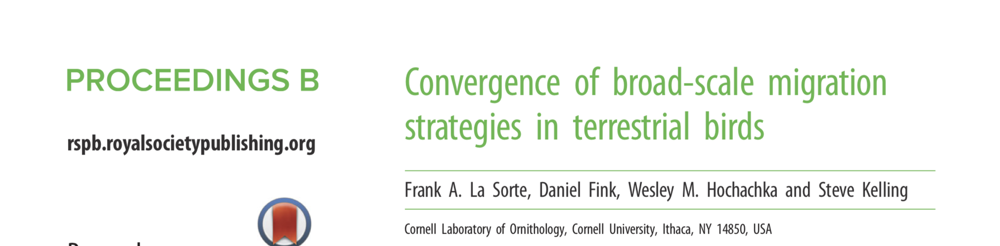 PROCEEDINGS B
rspb.royalsocietypublishing.org
Convergence of broad-scale migration
strategies in terrestrial birds
Frank A. La Sorte, Daniel Fink, Wesley M. Hochachka and Steve Kelling
Cornell Laboratory of Ornithology, Cornell University, Ithaca, NY 14850, USA